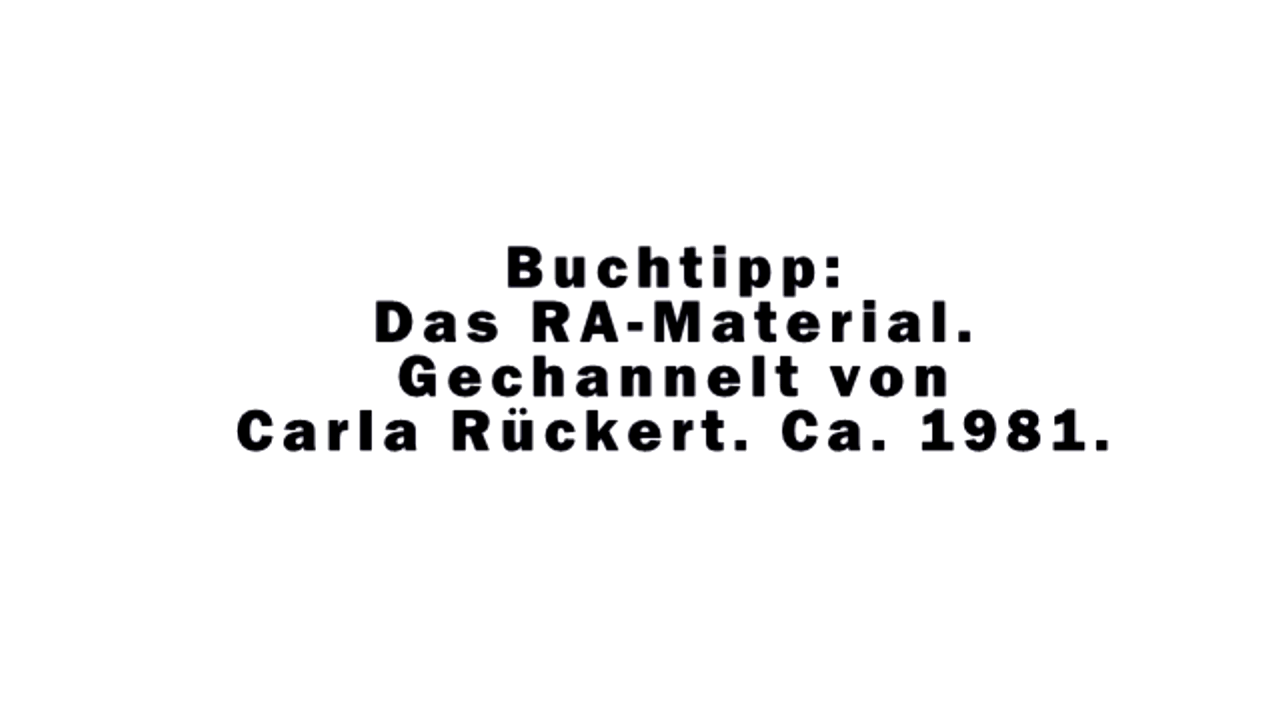 Buchtipp:
Das RA-Material.
Gechannelt von
Carla Rückert. Ca. 1981.